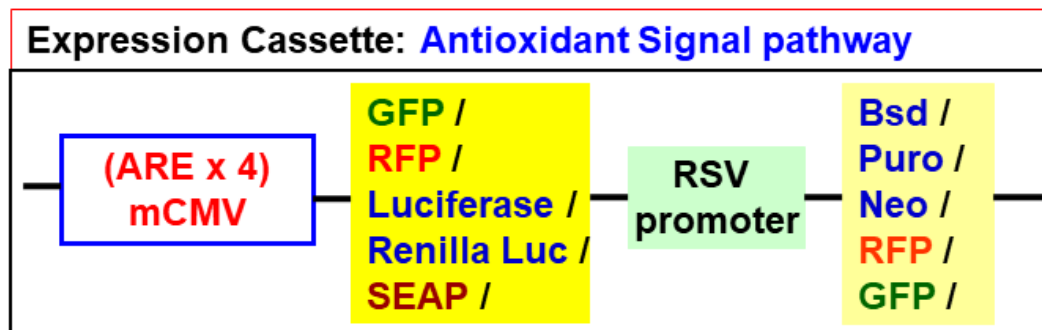 Expression Cassette: Antioxidant Signal pathway
(ARE x 4)
mCMV
GFP /
RFP /
Luciferase /
Renilla Luc /
SEAP /
RSV
promoter
Bsd /
Puro /
Neo /
RFP /
GFP /